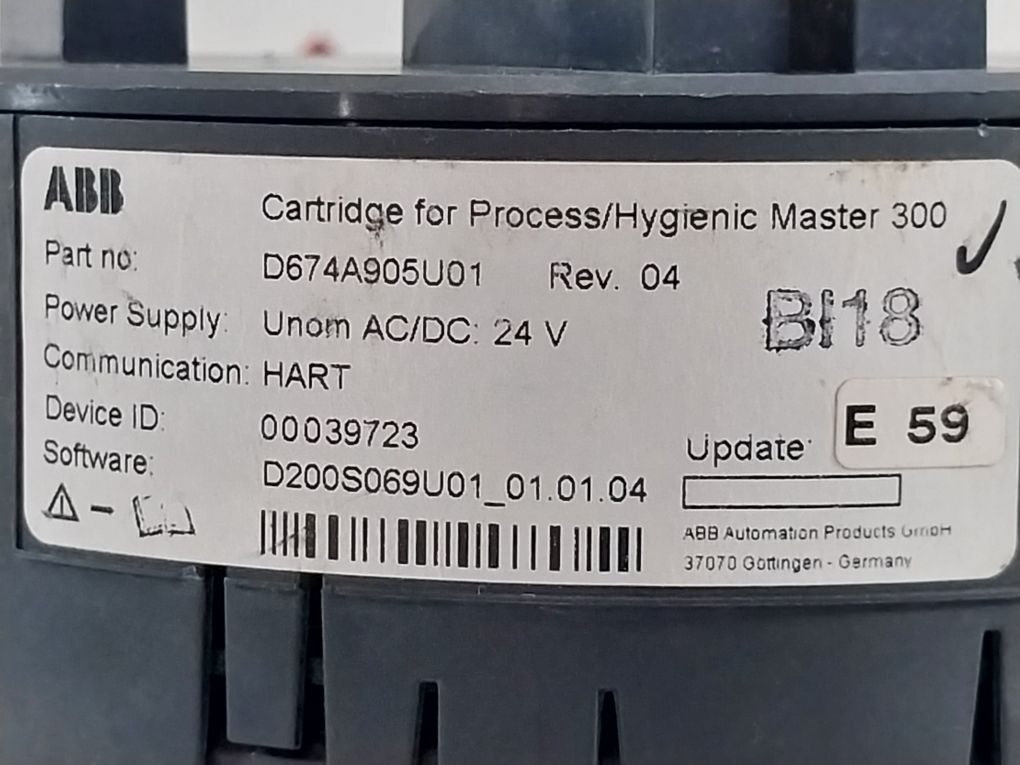 ABB
Cartridge for Process/Hygienic Master 300
Part no: D674A905U01 Rev. 04
Power Supply: Unom AC/DC: 24 V
BI18
Communication: HART
Device ID: 00039723
Update:
E 59
Software: D200S069U01_01.01.04
ABB Automation Products GmbH
37070 Göttingen - Germany